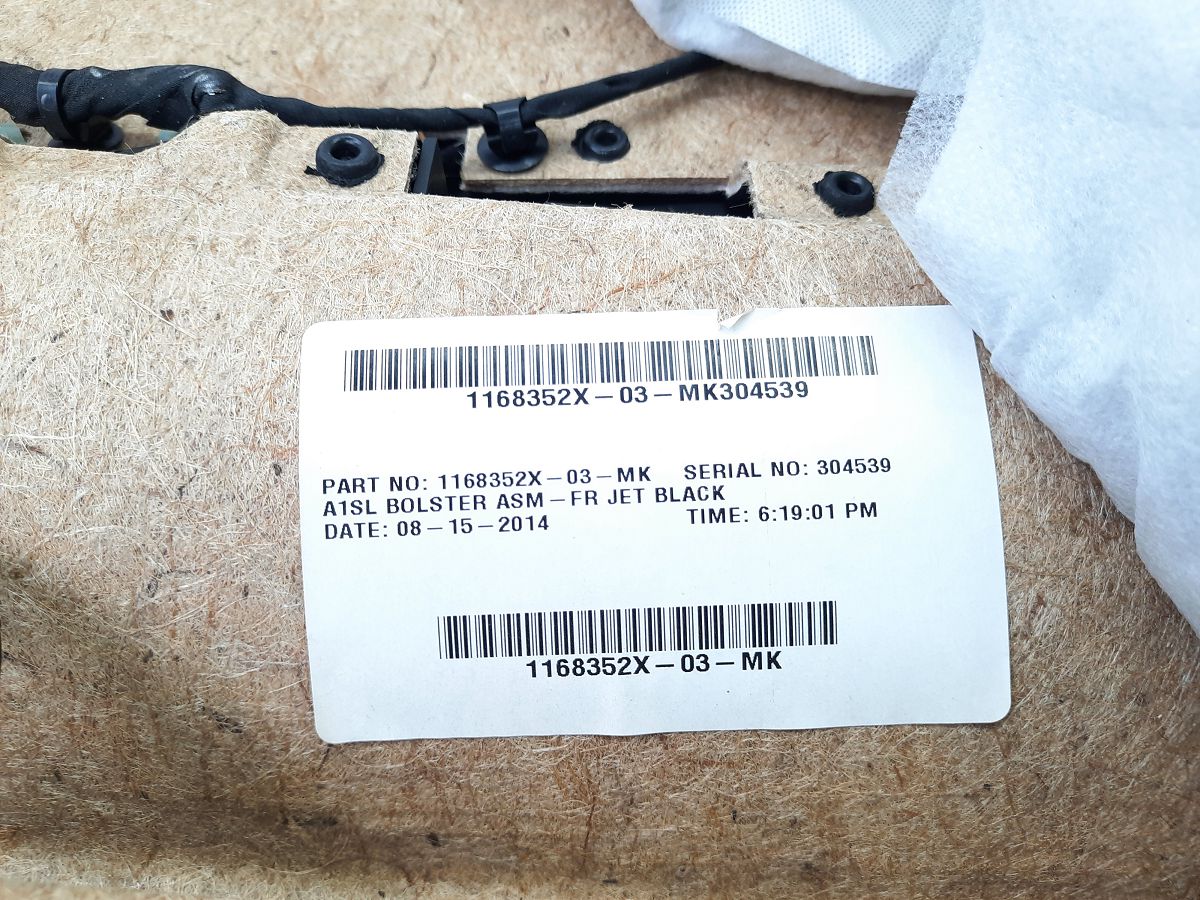 1168352X-03-MK304539
PART NO: 1168352X-03-MK SERIAL NO: 304539
A1SL BOLSTER ASM-FR JET BLACK
DATE: 08-15-2014 TIME: 6:19:01 PM
1168352X-03-MK